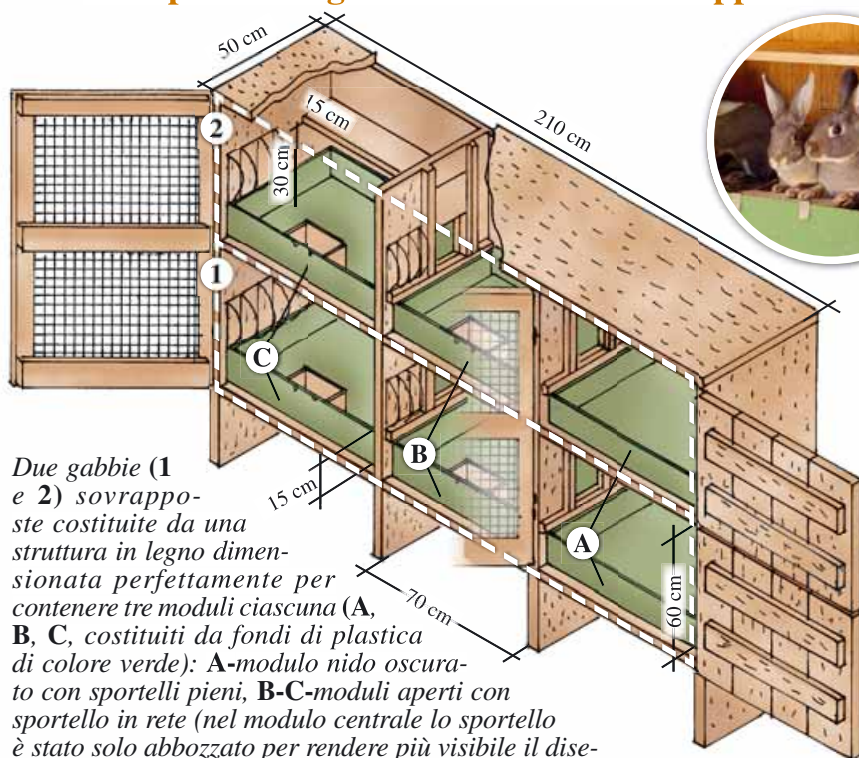 50 cm
210 cm
15 cm
30 cm
2
1
C
B
A
15 cm
70 cm
60 cm
Due gabbie (1
e 2) sovrappo-
ste costituite da una
struttura in legno dimen-
sionata perfettamente per
contenere tre moduli ciascuna (A,
B, C, costituiti da fondi di plastica
di colore verde): A-modulo nido oscura-
to con sportelli pieni, B-C-moduli aperti con
sportello in rete (nel modulo centrale lo sportello
è stato solo abbozzato per rendere più visibile il dise-